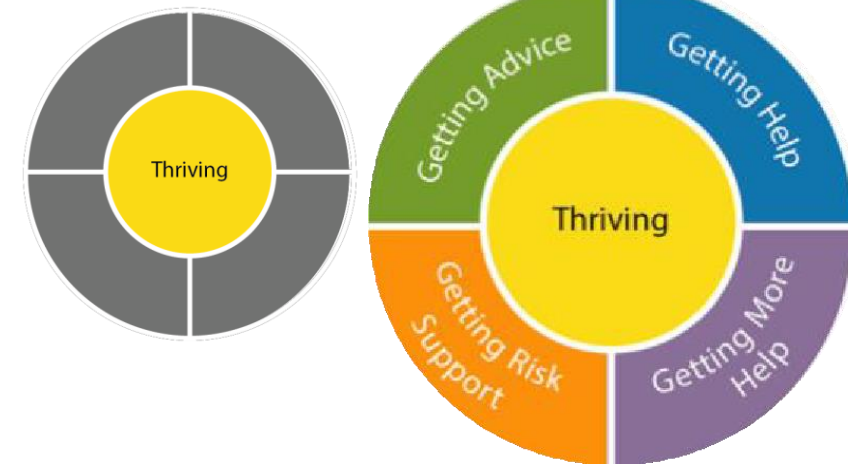 Thriving
Getting Advice
Getting Help
Thriving
Getting Risk
Support
Getting More
Help